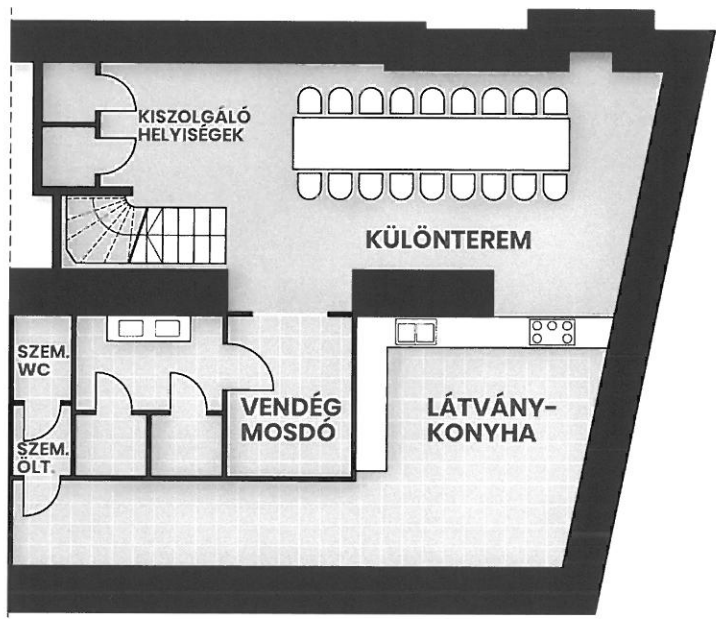 KISZOLGÁLÓ
HELYISÉGEK
KÜLÖNTEREM
SZEM.
WC
VENDÉG
MOSDÓ
LÁTVÁNY-
KONYHA
SZEM.
ÖLT.